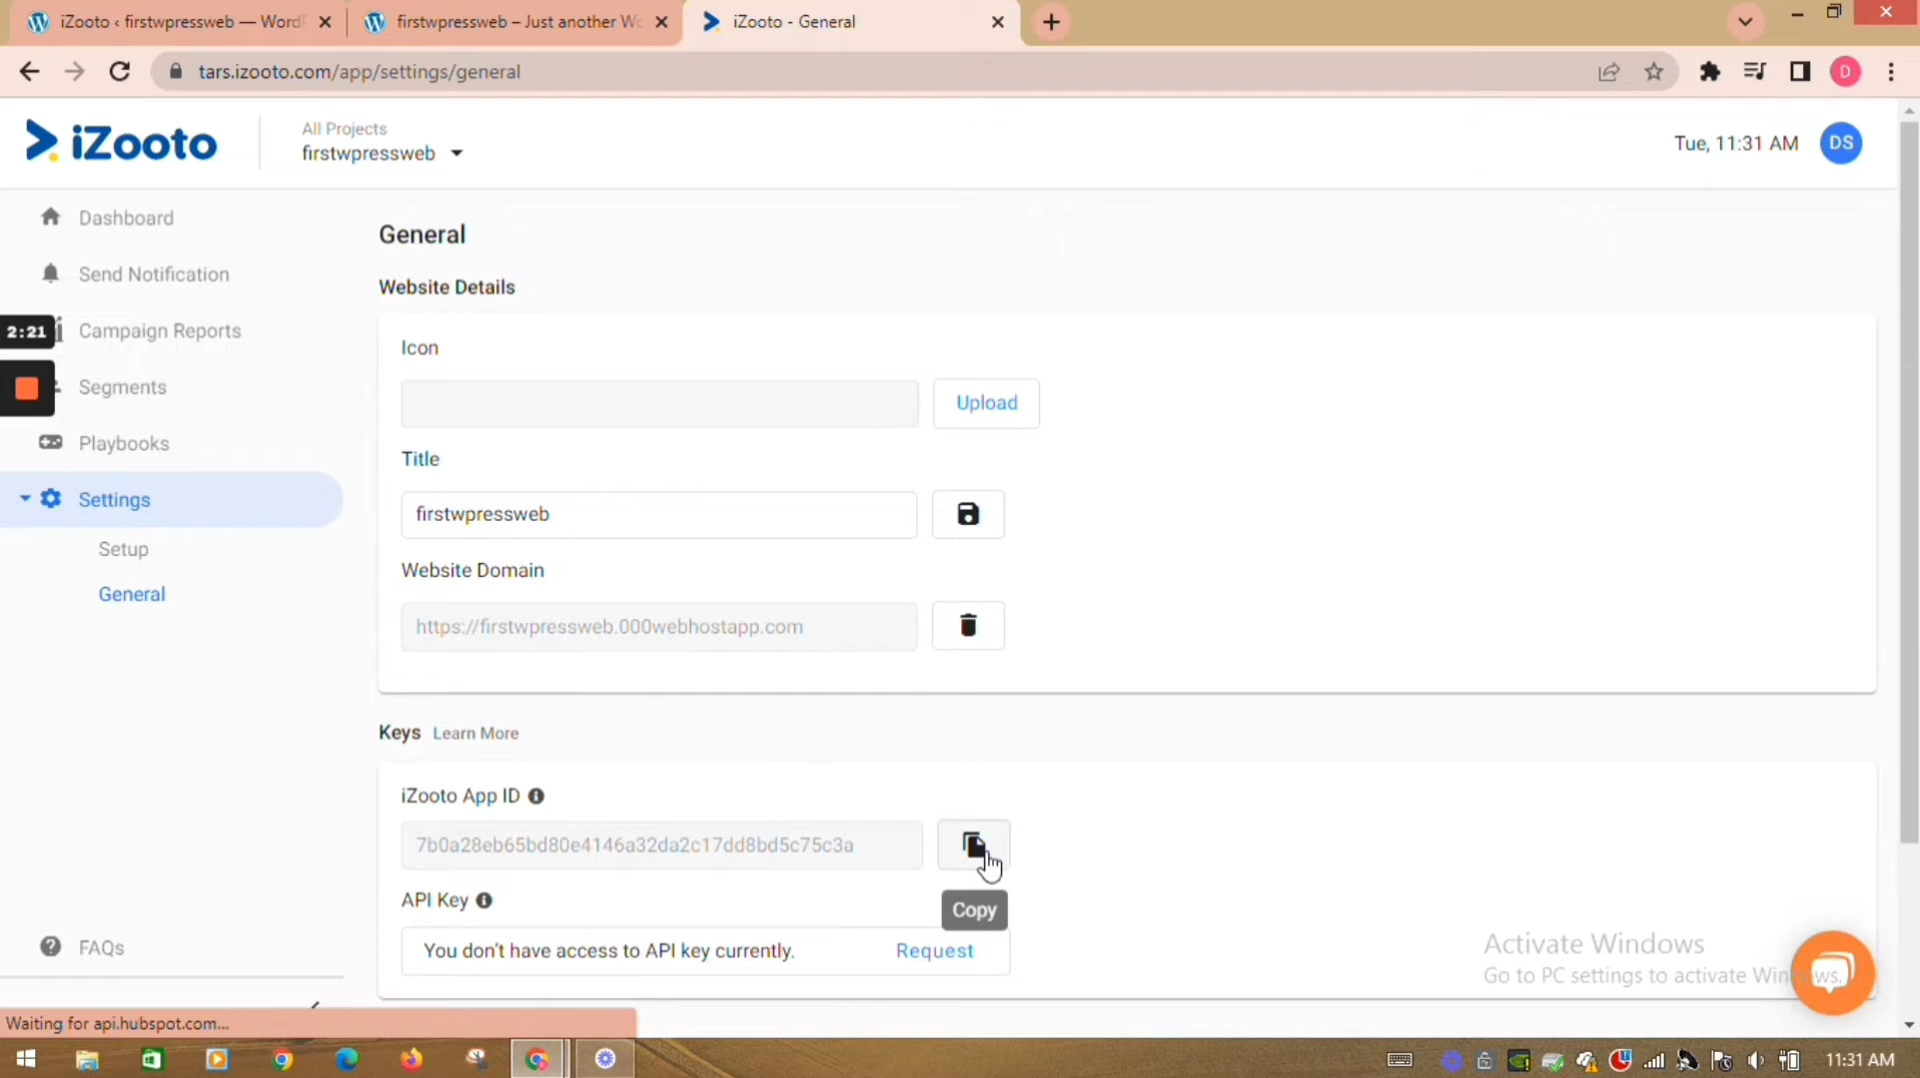 iZooto ‹ firstwpressweb — Word
firstwpressweb – Just another Wo
iZooto - General
tars.izooto.com/app/settings/general
D
iZooto
All Projects
firstwpressweb
Tue, 11:31 AM
DS
Dashboard
Send Notification
2:21
Campaign Reports
Segments
Playbooks
Settings
Setup
General
FAQs
General
Website Details
Icon
Upload
Title
firstwpressweb
Website Domain
https://firstwpressweb.000webhostapp.com
Keys Learn More
iZooto App ID
7b0a28eb65bd80e4146a32da2c17dd8bd5c75c3a
API Key
Copy
You don't have access to API key currently. Request
Activate Windows
Go to PC settings to activate Windows.
Waiting for api.hubspot.com...
11:31 AM